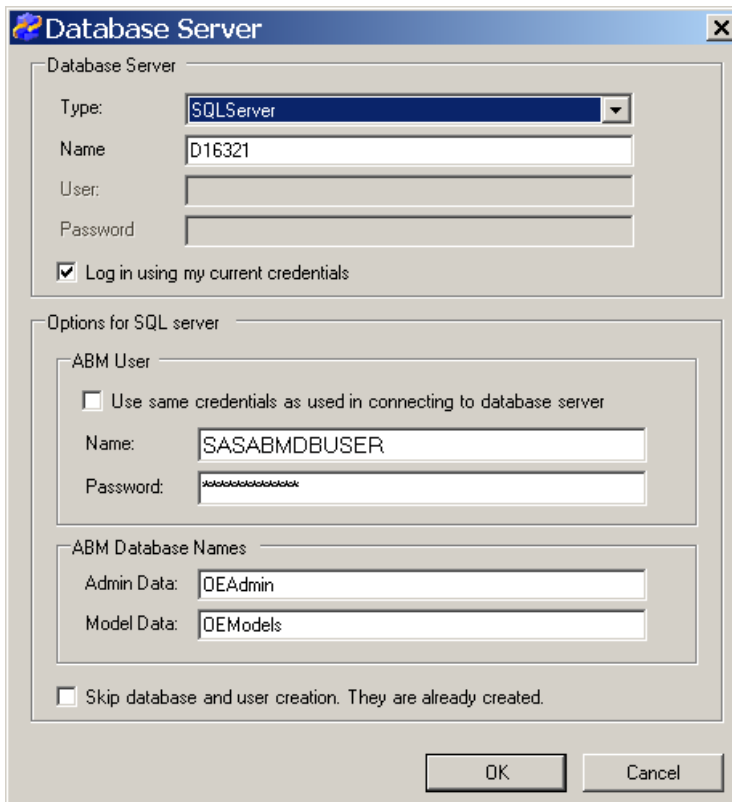 Database Server
Database Server
Type: SQLServer
Name D16321
User:
Password
Log in using my current credentials
Options for SQL server
ABM User
Use same credentials as used in connecting to database server
Name: SASABMDBUSER
Password: *************
ABM Database Names
Admin Data: OEAdmin
Model Data: OEModels
Skip database and user creation. They are already created.
OK Cancel